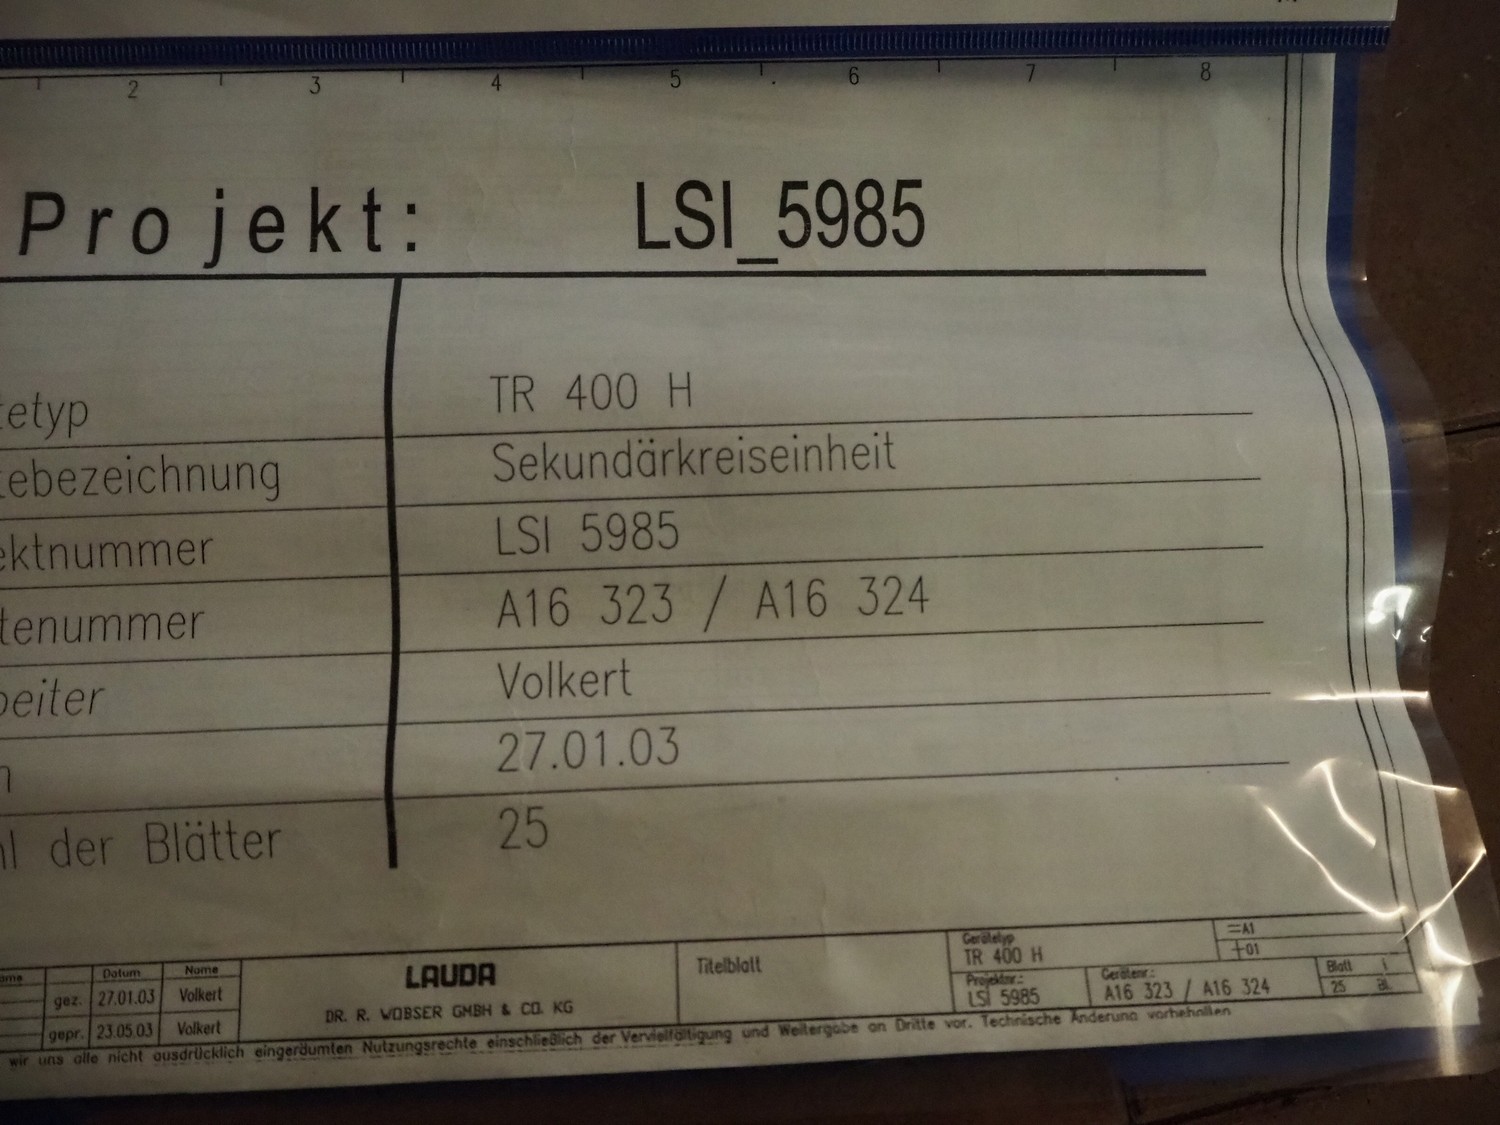 2 3 4 5 6 7 8
Projekt: LSI_5985
tetyp TR 400 H
tebezeichnung Sekundärkreiseinheit
ektnummer LSI 5985
tenummer A16 323 / A16 324
beiter Volkert
27.01.03
hl der Blätter 25
Datum Name
gez. 27.01.03 Volkert
gepr. 23.05.03 Volkert
LAUDA
DR. R. WOBSER GMBH & CO. KG
Titelblatt
Gerätetyp
TR 400 H
=A1
+01
Projektnr.:
LSI 5985
Gerätenr.:
A16 323 / A16 324
Blatt 1
25 Bl.
wir uns alle nicht ausdrücklich eingeräumten Nutzungsrechte einschließlich der Vervielfältigung und Weitergabe an Dritte vor. Technische Änderung vorbehalten